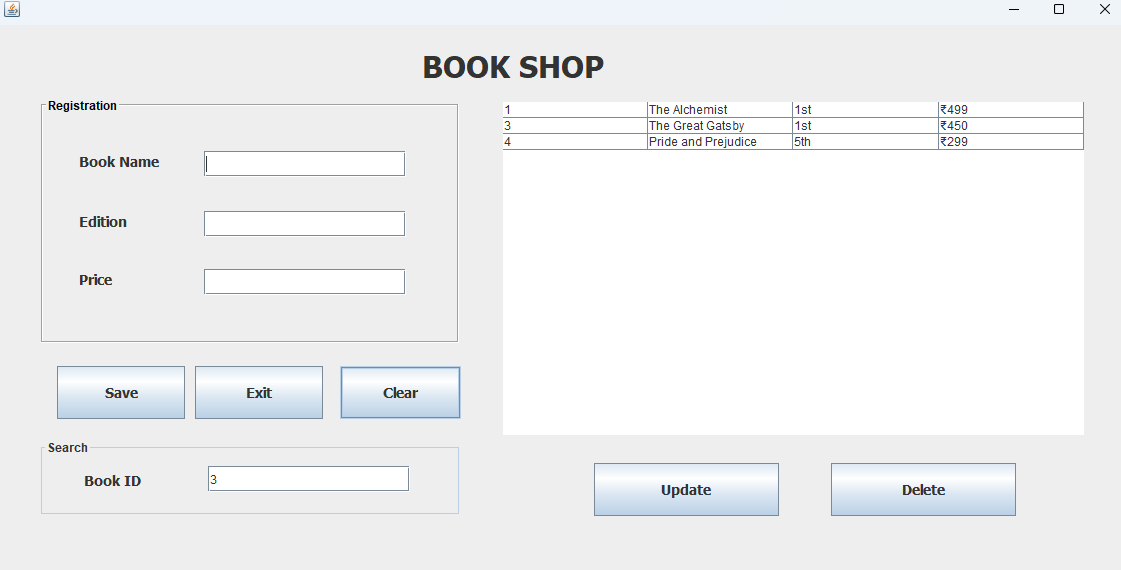 BOOK SHOP
Registration
Book Name
Edition
Price
Save Exit Clear
Search
Book ID 3
1 The Alchemist 1st ₹499
3 The Great Gatsby 1st ₹450
4 Pride and Prejudice 5th ₹299
Update Delete